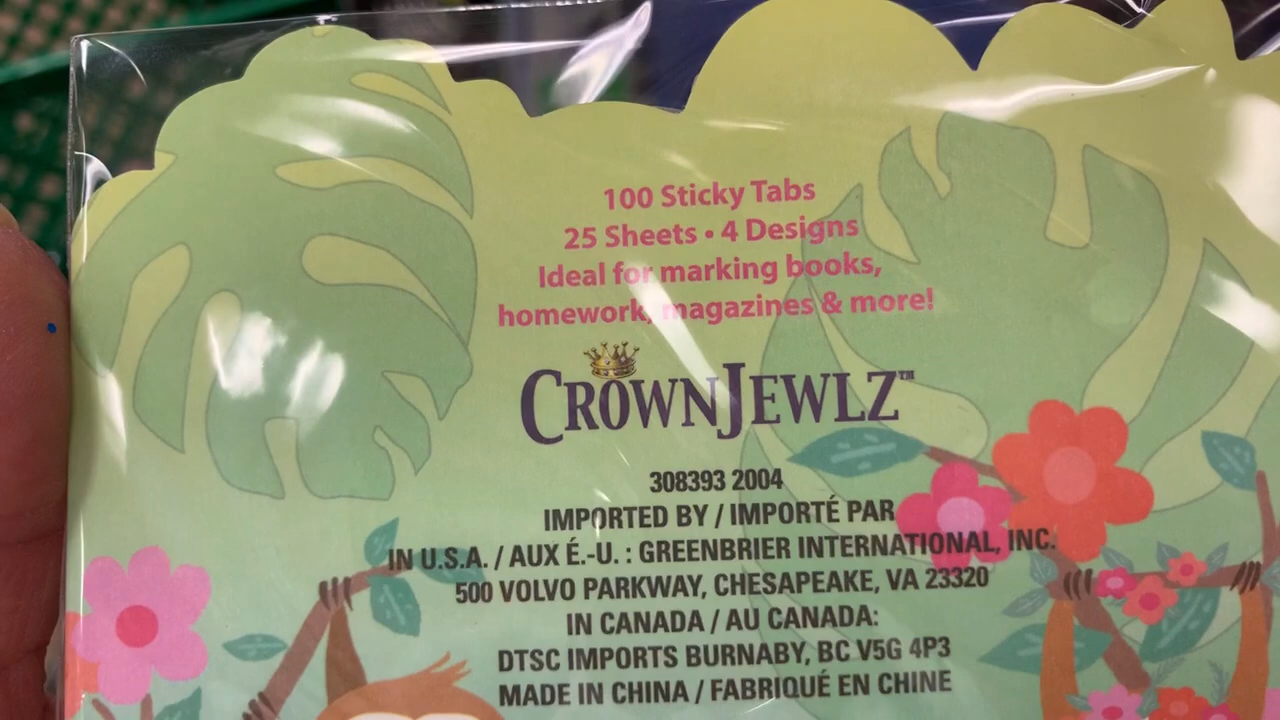 100 Sticky Tabs
25 Sheets • 4 Designs
Ideal for marking books,
homework, magazines & more!
CROWNJEWLZ™
308393 2004
IMPORTED BY / IMPORTÉ PAR
IN U.S.A. / AUX É.-U. : GREENBRIER INTERNATIONAL, INC.
500 VOLVO PARKWAY, CHESAPEAKE, VA 23320
IN CANADA / AU CANADA:
DTSC IMPORTS BURNABY, BC V5G 4P3
MADE IN CHINA / FABRIQUÉ EN CHINE